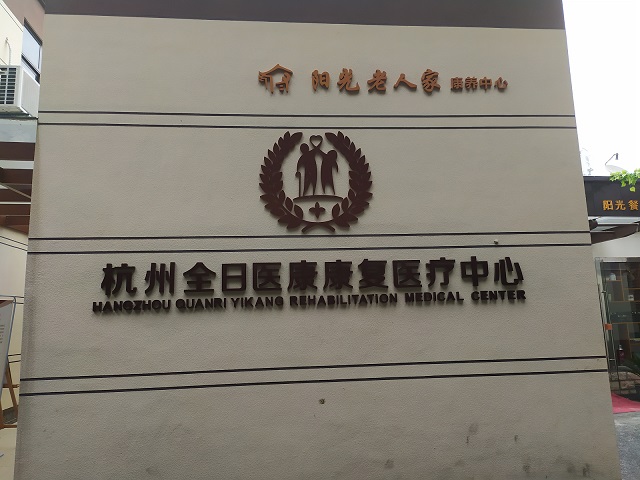 阳光老人家 康养中心
杭州全日医康康复医疗中心
HANGZHOU QUANRI YIKANG REHABILITATION MEDICAL CENTER
阳光餐